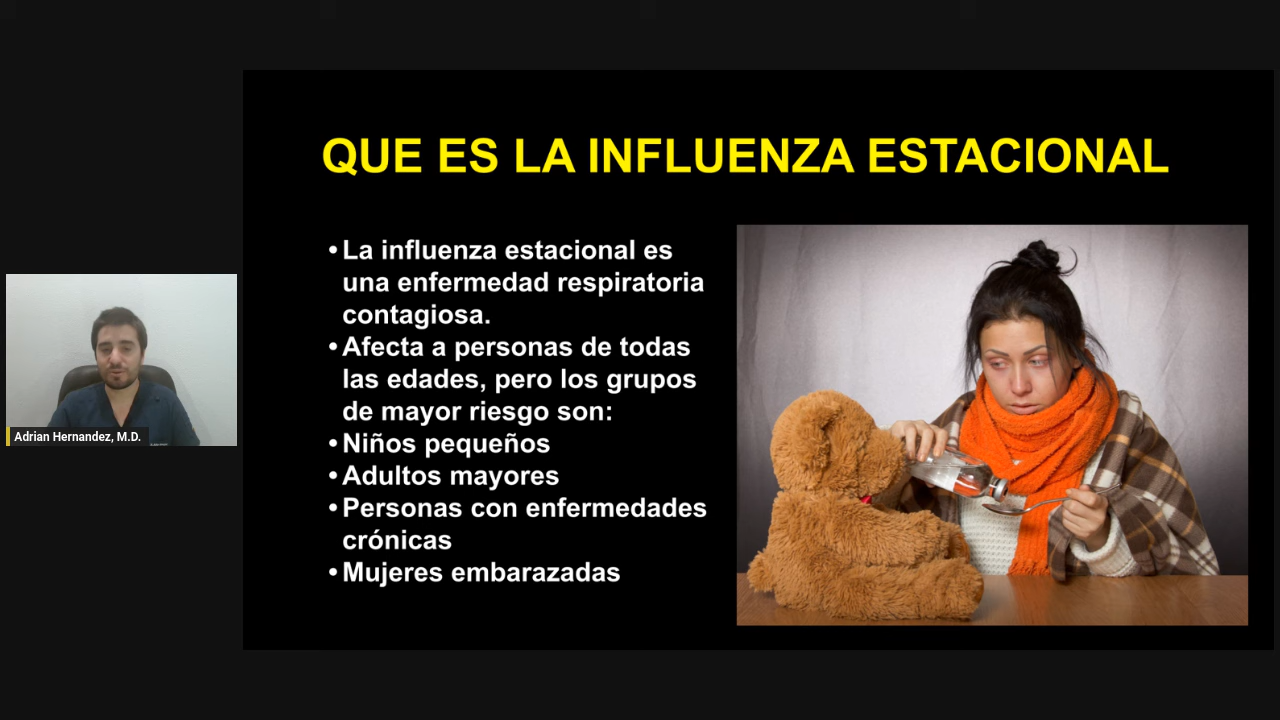 QUE ES LA INFLUENZA ESTACIONAL
•La influenza estacional es
una enfermedad respiratoria
contagiosa.
•Afecta a personas de todas
las edades, pero los grupos
de mayor riesgo son:
•Niños pequeños
•Adultos mayores
•Personas con enfermedades
crónicas
•Mujeres embarazadas
Adrian Hernandez, M.D.